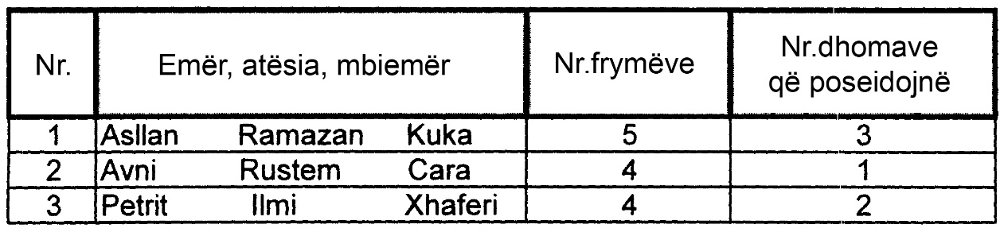 Nr. Emër, atësia, mbiemër Nr.frymëve Nr.dhomave
që poseidojnë
1 Asllan Ramazan Kuka 5 3
2 Avni Rustem Cara 4 1
3 Petrit Ilmi Xhaferi 4 2